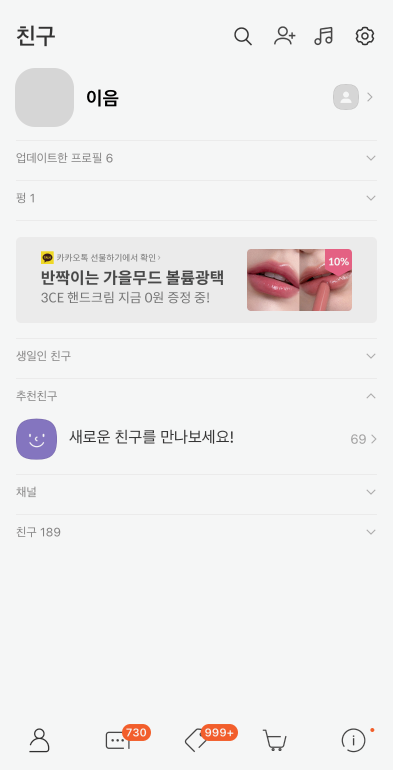 친구
이음
업데이트한 프로필 6
펑 1
카카오톡 선물하기에서 확인 ›
반짝이는 가을무드 볼륨광택
3CE 핸드크림 지금 0원 증정 중!
10%
생일인 친구
추천친구
새로운 친구를 만나보세요!
69
채널
친구 189
730
999+